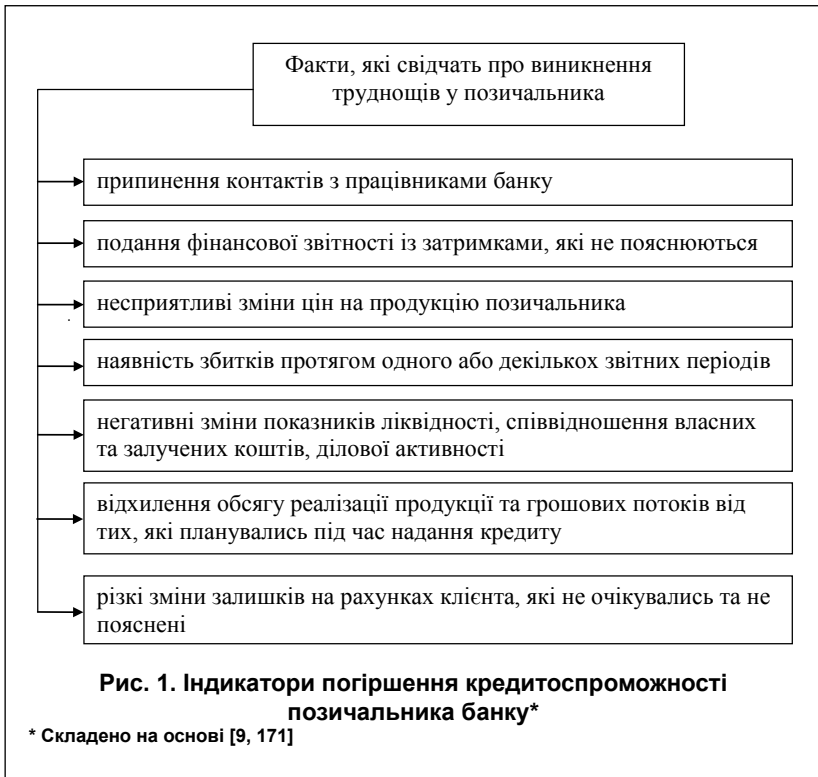 Факти, які свідчать про виникнення
труднощів у позичальника
припинення контактів з працівниками банку
подання фінансової звітності із затримками, які не пояснюються
несприятливі зміни цін на продукцію позичальника
наявність збитків протягом одного або декількох звітних періодів
негативні зміни показників ліквідності, співвідношення власних
та залучених коштів, ділової активності
відхилення обсягу реалізації продукції та грошових потоків від
тих, які планувались під час надання кредиту
різкі зміни залишків на рахунках клієнта, які не очікувались та не
пояснені
Рис. 1. Індикатори погіршення кредитоспроможності
позичальника банку*
* Складено на основі [9, 171]